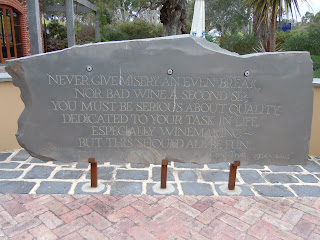 NEVER GIVE MISERY AN EVEN BREAK,
NOR BAD WINE A SECOND SIP.
YOU MUST BE SERIOUS ABOUT QUALITY,
DEDICATED TO YOUR TASK IN LIFE,
ESPECIALLY WINEMAKING,
BUT THIS SHOULD ALL BE FUN.